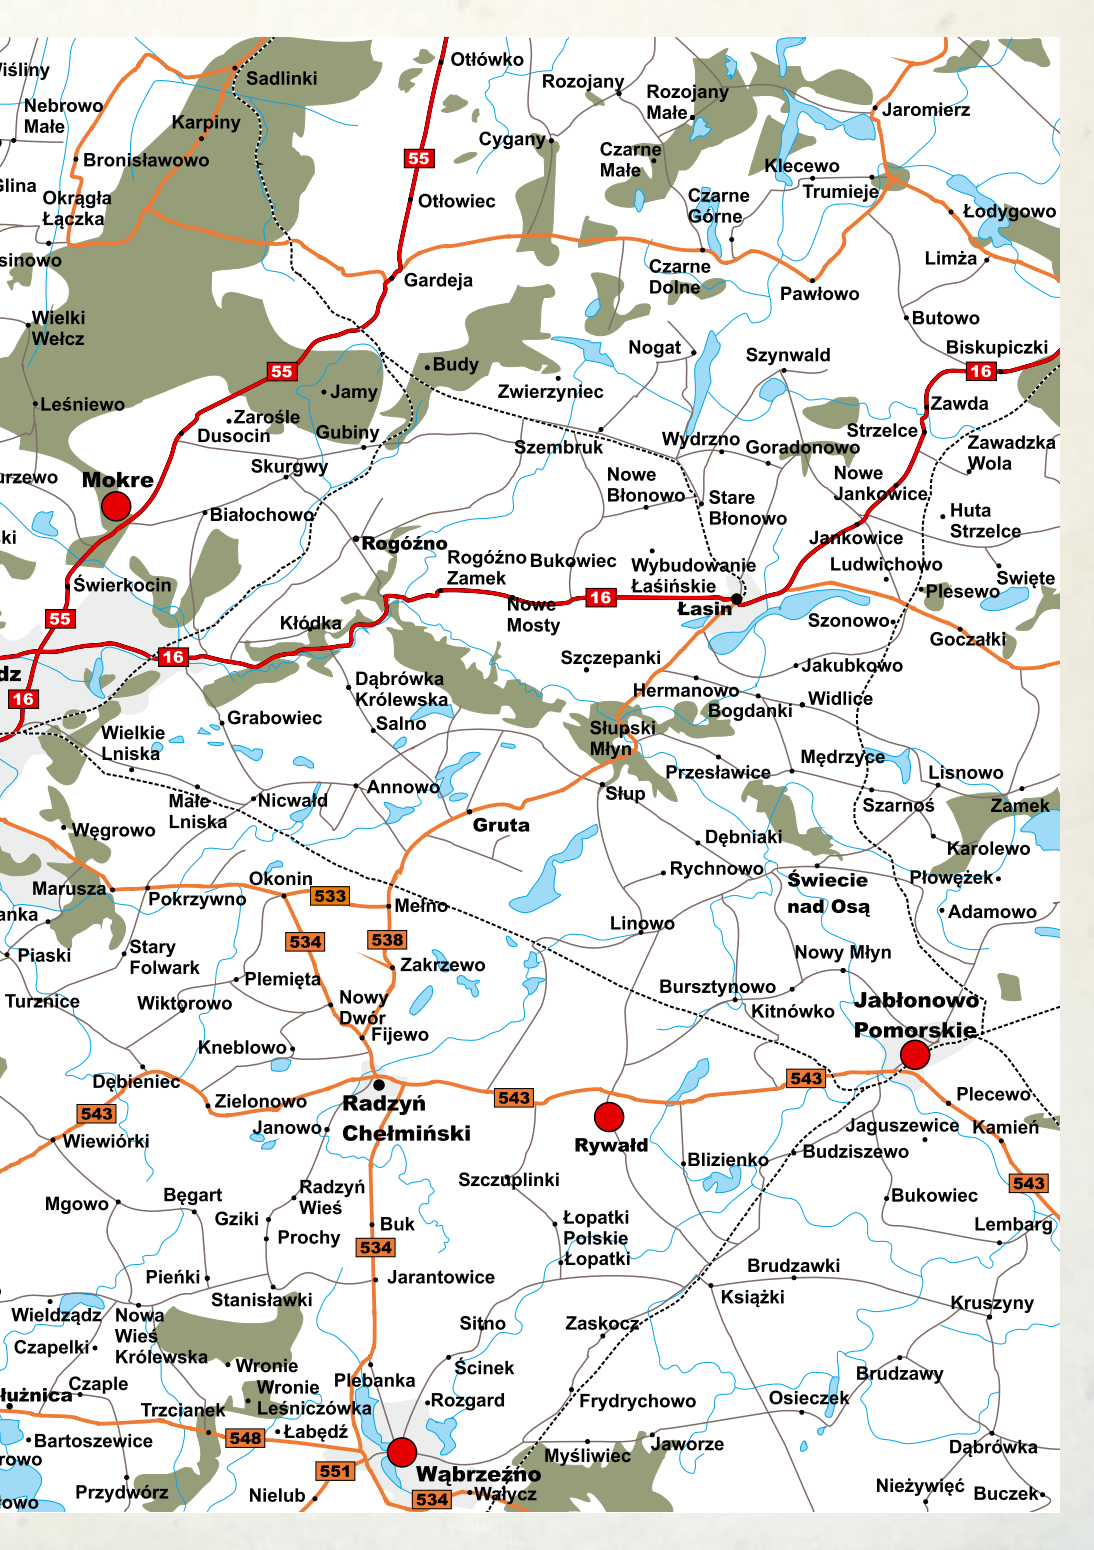 Otłówko
Sadlinki
Rozojany
Rozojany
Małe
Nebrowo
Małe
Jaromierz
Karpiny
Cygany
Czarne
Małe
55
Bronisławowo
Klecewo
Trumieje
Okrągła
Łączka
Otłowiec
Czarne
Górne
Łodygowo
Limża
Czarne
Dolne
Gardeja
Pawłowo
Wielki
Wełcz
Butowo
Nogat
Szynwald
Biskupiczki
55
Budy
16
Jamy
Zwierzyniec
Leśniewo
Zawda
Zarośle
Dusocin
Gubiny
Szembruk
Wydrzno
Goradonowo
Strzelce
Zawadzka
Wola
Skurgwy
Mokre
Nowe
Błonowo
Nowe
Jankowice
Stare
Błonowo
Białochowo
Huta
Strzelce
Rogóźno
Jankowice
Rogóźno
Zamek
Bukowiec
Wybudowanie
Łasińskie
Ludwichowo
Święte
Świerkocin
Plesewo
16
Nowe
Mosty
Łasin
55
Kłódka
Szonowo
Goczałki
16
Szczepanki
Jakubkowo
Dąbrówka
Królewska
16
Hermanowo
Bogdanki
Widlice
Grabowiec
Salno
Słupski
Młyn
Wielkie
Lniska
Mędrzyce
Przesławice
Lisnowo
Annowo
Słup
Małe
Lniska
Nicwałd
Szarnoś
Zamek
Węgrowo
Gruta
Dębniaki
Karolewo
Rychnowo
Świecie
nad Osą
Płowężek
Okonin
Marusza
533
Pokrzywno
Mełno
Adamowo
Linowo
534
538
Piaski
Stary
Folwark
Nowy Młyn
Zakrzewo
Plemięta
Bursztynowo
Turznice
Wiktorowo
Nowy
Dwór
Kitnówko
Jabłonowo
Pomorskie
Fijewo
Kneblowo
Dębieniec
543
543
Zielonowo
Radzyń
Chełmiński
Plecewo
543
Janowo
Rywałd
Jaguszewice
Kamień
Wiewiórki
Blizienko
Budziszewo
Szczuplinki
543
Mgowo
Bęgart
Radzyń
Wieś
Bukowiec
Gziki
Buk
Łopatki
Polskie
Lembarg
Prochy
534
Łopatki
Pieńki
Jarantowice
Brudzawki
Stanisławki
Książki
Kruszyny
Wieldządz
Nowa
Wieś
Królewska
Sitno
Zaskocz
Czapelki
Wronie
Ścinek
Brudzawy
Czaple
Wronie
Leśniczówka
Plebanka
Rozgard
Frydrychowo
Osieczek
Trzcianek
Łabędź
548
Bartoszewice
Jaworze
Dąbrówka
Myśliwiec
551
Wąbrzeźno
Przydwórz
Nielub
534
Wałycz
Nieżywięć
Buczek